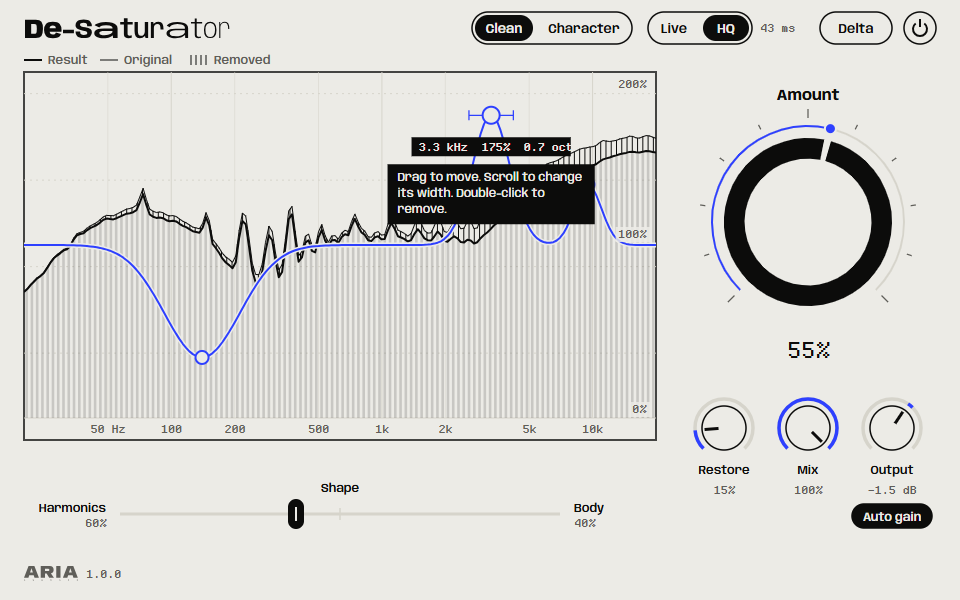 De-Saturator
Clean Character
Live HQ 43 ms
Delta
Result Original Removed
200%
Amount
3.3 kHz 175% 0.7 oct
Drag to move. Scroll to change
its width. Double-click to
remove.
100%
0%
50 Hz 100 200 500 1k 2k 5k 10k
55%
Restore Mix Output
15% 100% -1.5 dB
Shape
Harmonics
60%
Body
40%
Auto gain
ARIA 1.0.0